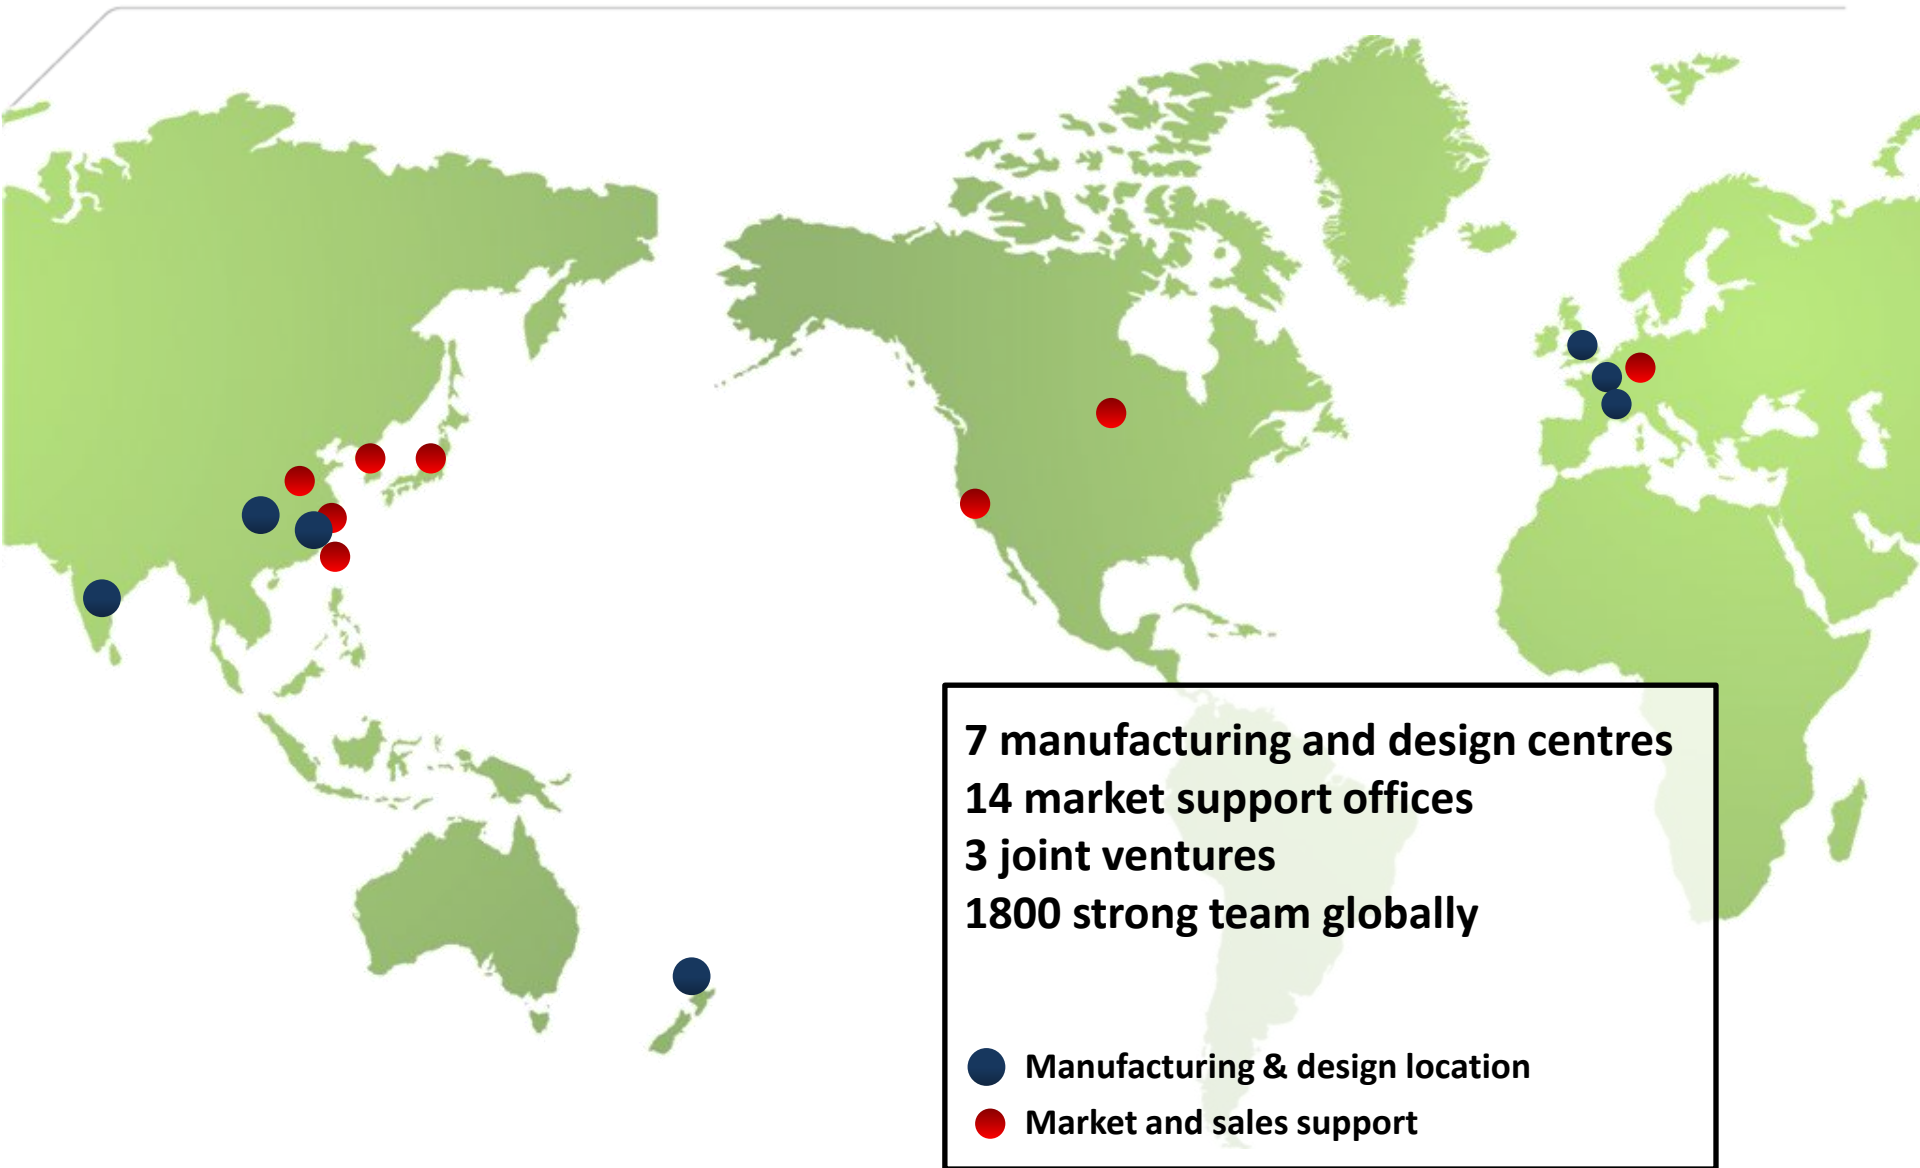 7 manufacturing and design centres
14 market support offices
3 joint ventures
1800 strong team globally
Manufacturing & design location
Market and sales support